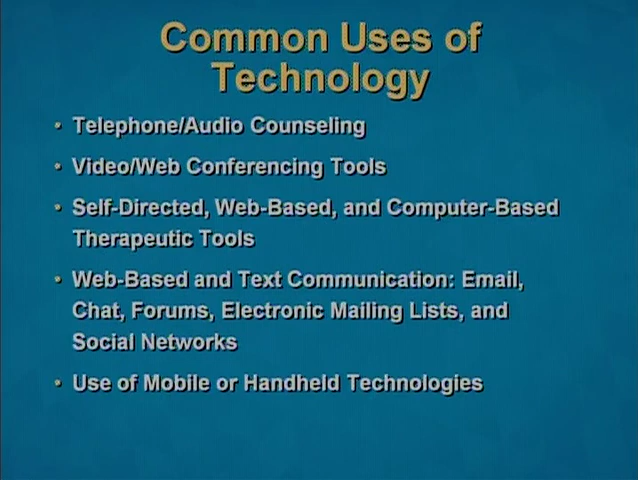 Common Uses of
Technology
• Telephone/Audio Counseling
• Video/Web Conferencing Tools
• Self-Directed, Web-Based, and Computer-Based
Therapeutic Tools
• Web-Based and Text Communication: Email,
Chat, Forums, Electronic Mailing Lists, and
Social Networks
• Use of Mobile or Handheld Technologies